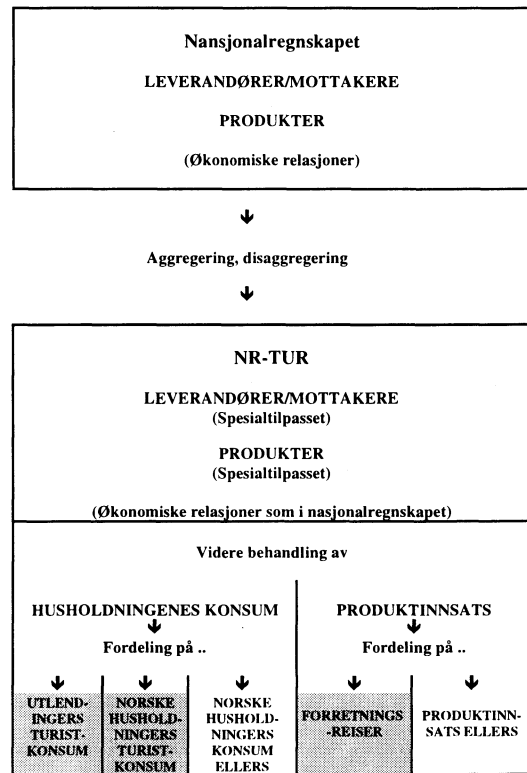 Nansjonalregnskapet
LEVERANDØRER/MOTTAKERE
PRODUKTER
(Økonomiske relasjoner)
Aggregering, disaggregering
NR-TUR
LEVERANDØRER/MOTTAKERE
(Spesialtilpasset)
PRODUKTER
(Spesialtilpasset)
(Økonomiske relasjoner som i nasjonalregnskapet)
Videre behandling av
HUSHOLDNINGENES KONSUM
Fordeling på ..
PRODUKTINNSATS
Fordeling på ..
UTLEND-
INGERS
TURIST-
KONSUM
NORSKE
HUSHOLD-
NINGERS
TURIST-
KONSUM
NORSKE
HUSHOLD-
NINGERS
KONSUM
ELLERS
FORRETNINGS
-REISER
PRODUKTINN-
SATS ELLERS